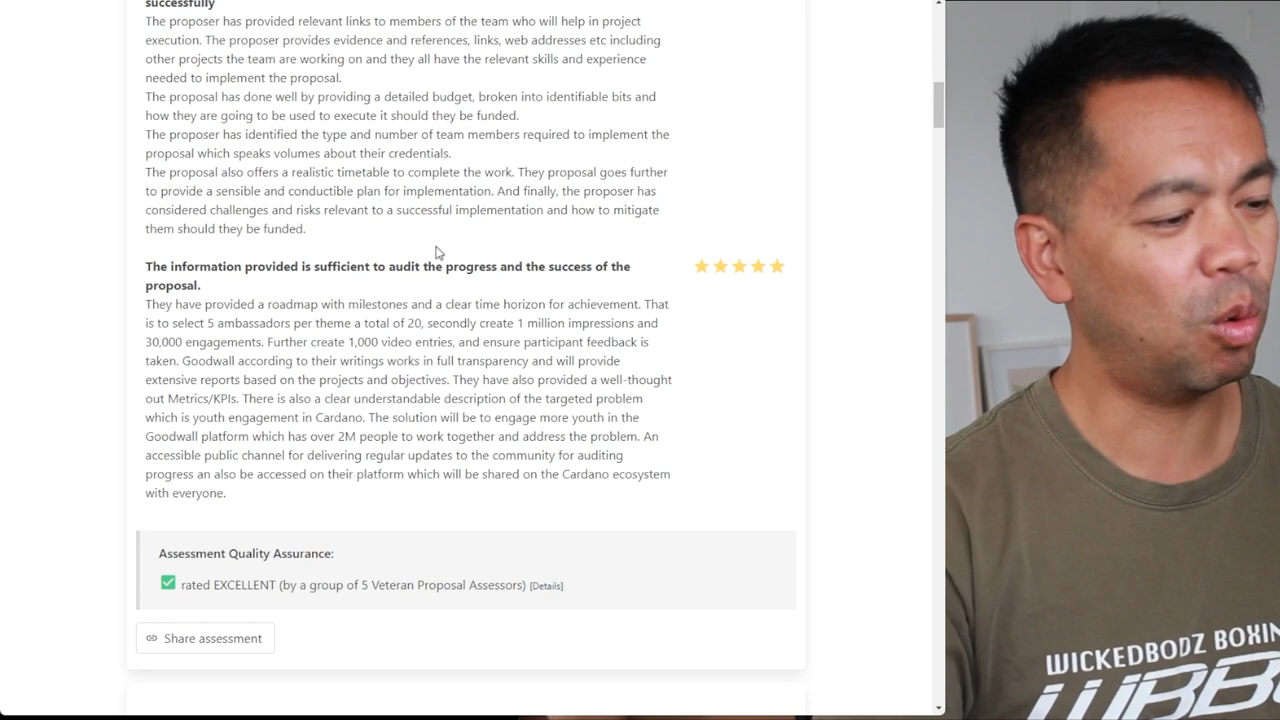 successfully
The proposer has provided relevant links to members of the team who will help in project
execution. The proposer provides evidence and references, links, web addresses etc including
other projects the team are working on and they all have the relevant skills and experience
needed to implement the proposal.
The proposal has done well by providing a detailed budget, broken into identifiable bits and
how they are going to be used to execute it should they be funded.
The proposer has identified the type and number of team members required to implement the
proposal which speaks volumes about their credentials.
The proposal also offers a realistic timetable to complete the work. They proposal goes further
to provide a sensible and conductible plan for implementation. And finally, the proposer has
considered challenges and risks relevant to a successful implementation and how to mitigate
them should they be funded.
The information provided is sufficient to audit the progress and the success of the
proposal.
They have provided a roadmap with milestones and a clear time horizon for achievement. That
is to select 5 ambassadors per theme a total of 20, secondly create 1 million impressions and
30,000 engagements. Further create 1,000 video entries, and ensure participant feedback is
taken. Goodwall according to their writings works in full transparency and will provide
extensive reports based on the projects and objectives. They have also provided a well-thought
out Metrics/KPIs. There is also a clear understandable description of the targeted problem
which is youth engagement in Cardano. The solution will be to engage more youth in the
Goodwall platform which has over 2M people to work together and address the problem. An
accessible public channel for delivering regular updates to the community for auditing
progress an also be accessed on their platform which will be shared on the Cardano ecosystem
with everyone.
Assessment Quality Assurance:
rated EXCELLENT (by a group of 5 Veteran Proposal Assessors) [Details]
Share assessment
WICKEDBODZ BOXIN